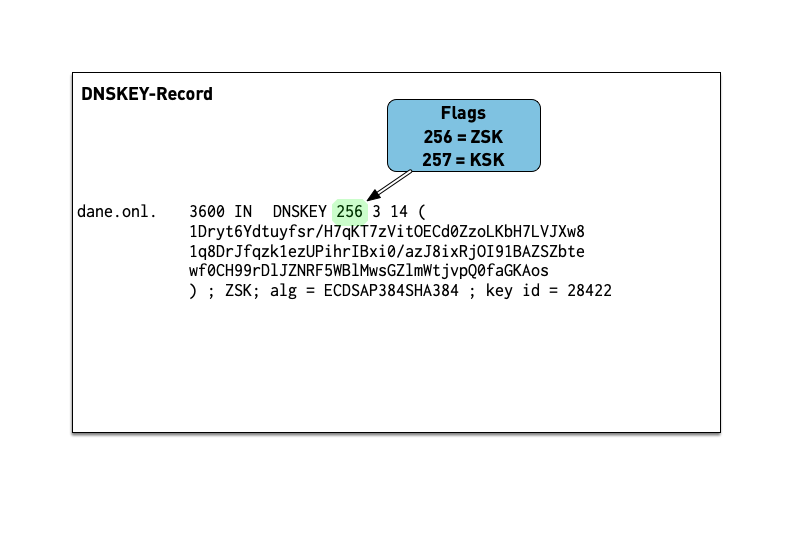 DNSKEY-Record
Flags
256 = ZSK
257 = KSK
dane.onl. 3600 IN DNSKEY 256 3 14 (
1Dryt6Ydtuyfsr/H7qKT7zVitOECd0ZzoLKbH7LVJXw8
1q8DrJfqzk1ezUPihrIBxi0/azJ8ixRjOI91BAZSZbte
wf0CH99rDlJZNRF5WBlMwsGZlmWtjvpQ0faGKAos
) ; ZSK; alg = ECDSAP384SHA384 ; key id = 28422